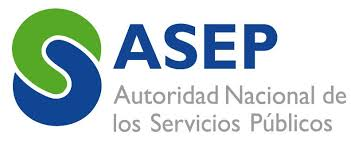 ASEP
Autoridad Nacional de
los Servicios Públicos